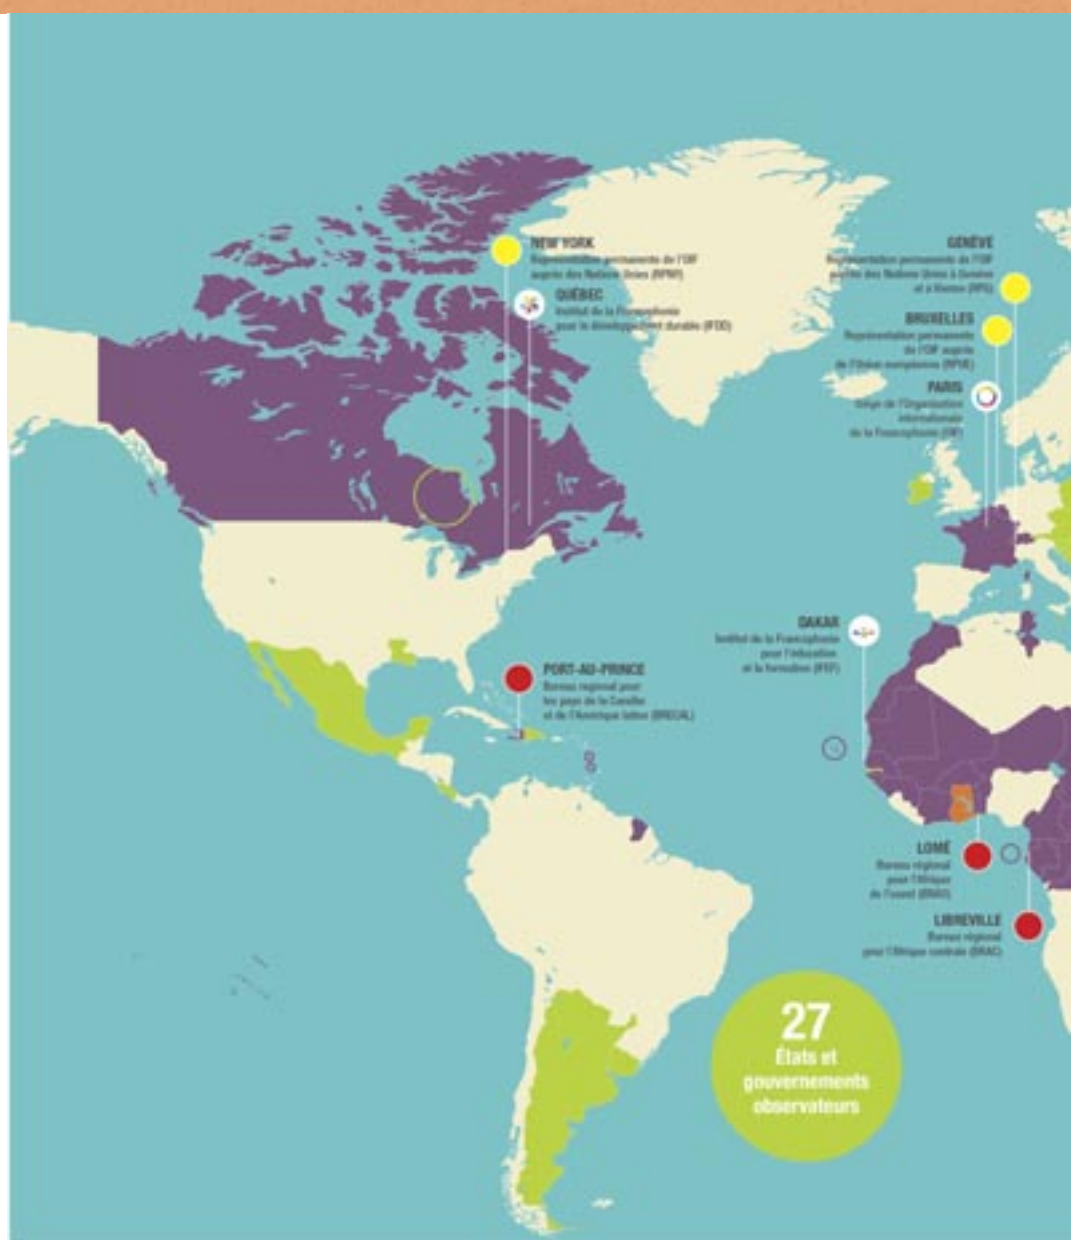 NEW YORK
Représentation permanente de l'OIF
auprès des Nations Unies (RPNY)
QUÉBEC
Institut de la Francophonie
pour le développement durable (IFDD)
GENÈVE
Représentation permanente de l'OIF
auprès des Nations Unies à Genève
et à Vienne (RPG)
BRUXELLES
Représentation permanente
de l'OIF auprès
de l'Union européenne (RPUE)
PARIS
Siège de l'Organisation
internationale
de la Francophonie (OIF)
DAKAR
Institut de la Francophonie
pour l'éducation
et la formation (IFEF)
PORT-AU-PRINCE
Bureau régional pour
les pays de la Caraïbe
et de l'Amérique latine (BRECAL)
LOMÉ
Bureau régional
pour l'Afrique
de l'ouest (BRAO)
LIBREVILLE
Bureau régional
pour l'Afrique centrale (BRAC)
27
États et
gouvernements
observateurs